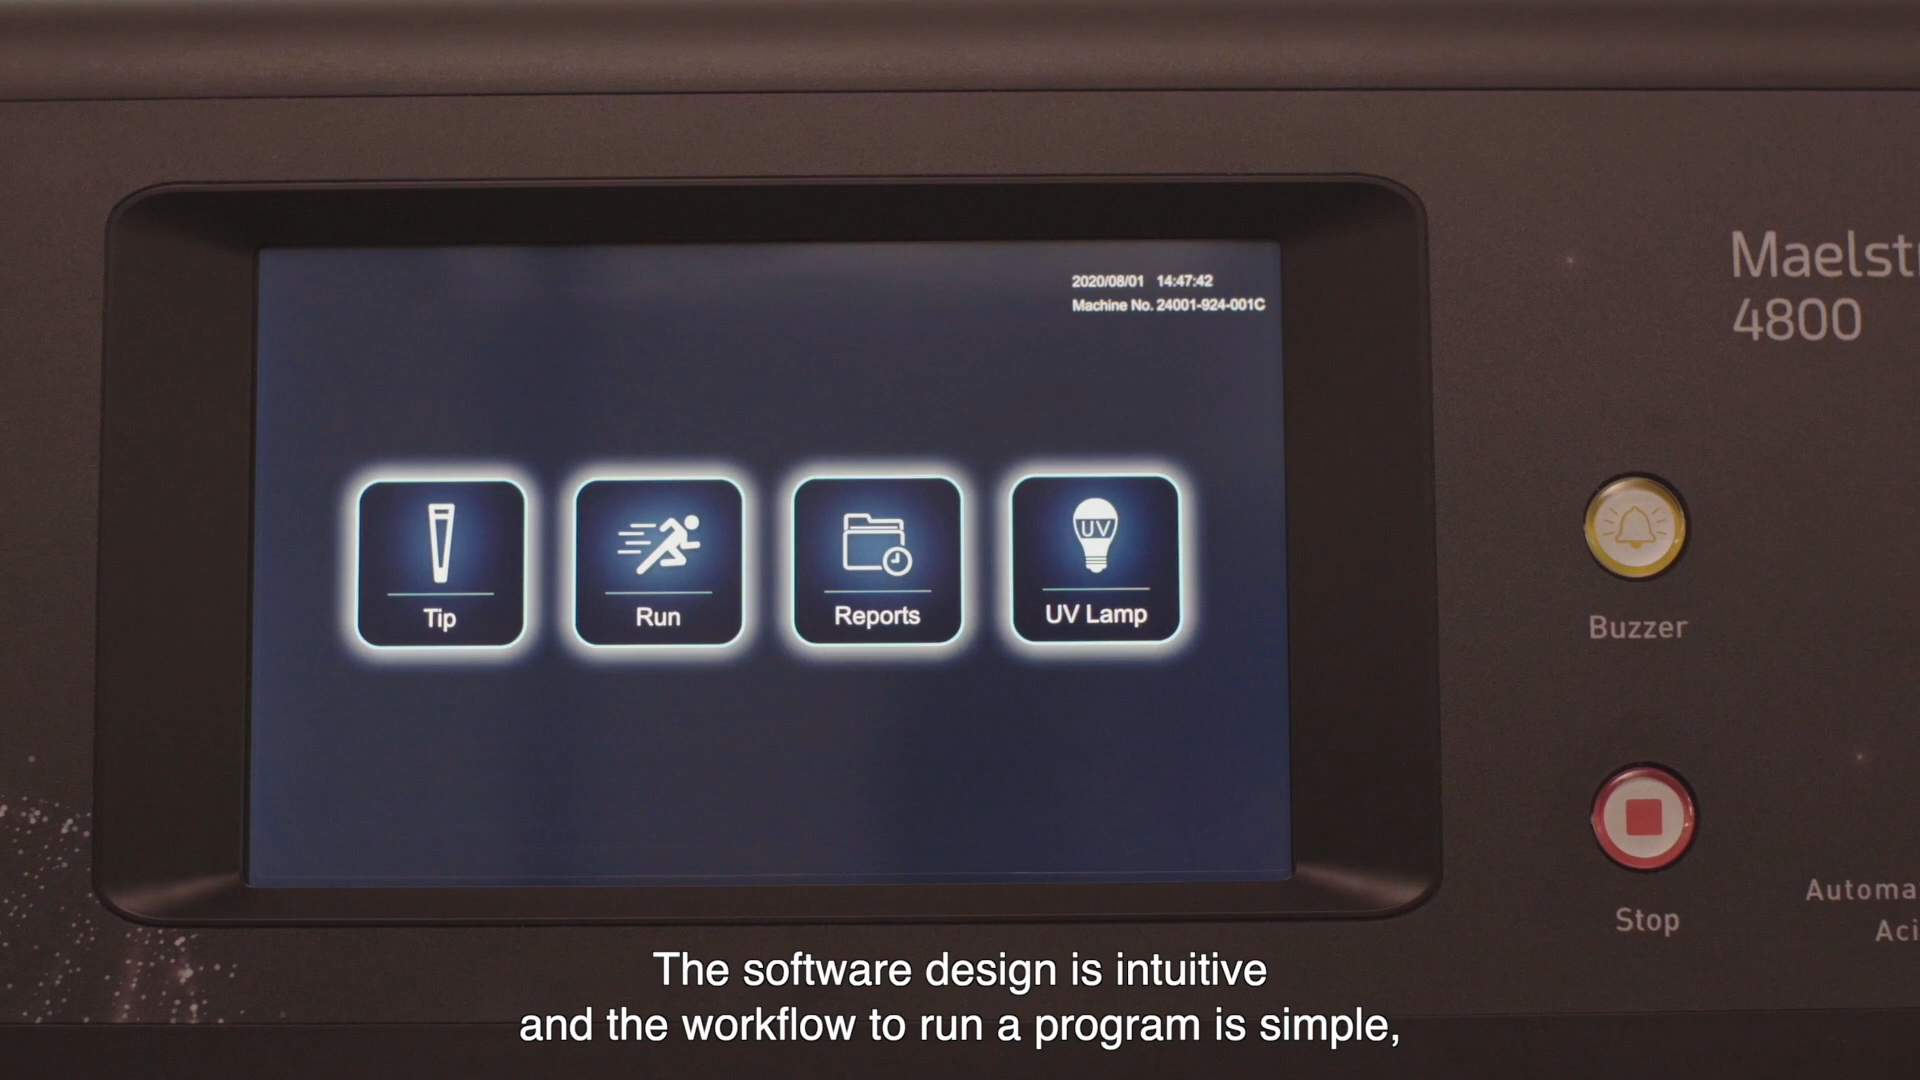 2020/08/01 14:47:42
Machine No. 24001-924-001C
Maelst
4800
UV
Tip
Run
Reports
UV Lamp
Buzzer
Stop
Automa
Aci
The software design is intuitive
and the workflow to run a program is simple,